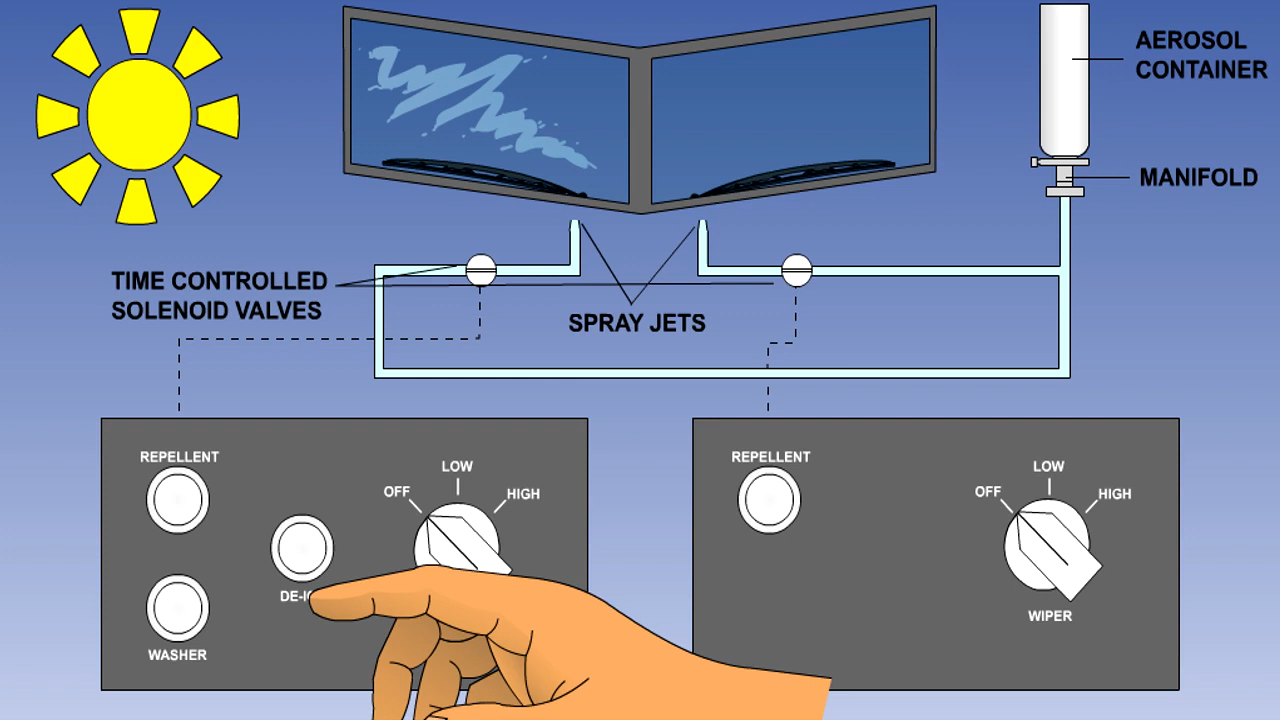 AEROSOL
CONTAINER
MANIFOLD
TIME CONTROLLED
SOLENOID VALVES
SPRAY JETS
REPELLENT
LOW
OFF
HIGH
DE-I
WASHER
REPELLENT
LOW
OFF
HIGH
WIPER